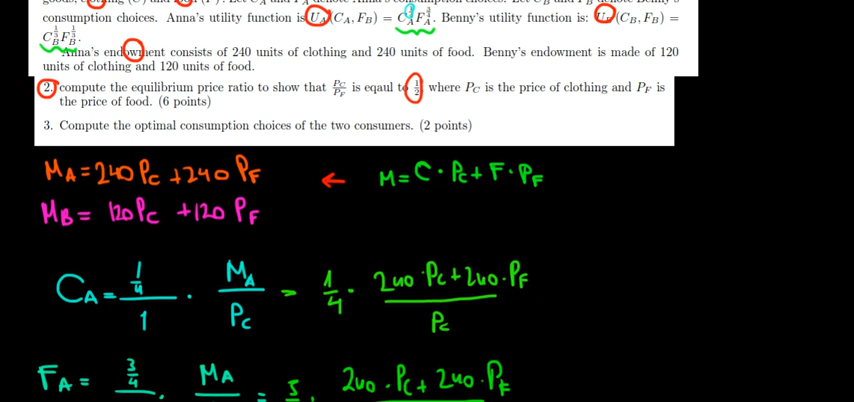 consumption choices. Anna's utility function is U_A(C_A, F_B) = C_A F_A^{3/4}. Benny's utility function is: (C_B, F_B) =
C_B^{1/3} F_B^{1/3}.
Anna's endowment consists of 240 units of clothing and 240 units of food. Benny's endowment is made of 120
units of clothing and 120 units of food.
2. compute the equilibrium price ratio to show that P_C/P_F is eqaul to 1/2 where P_C is the price of clothing and P_F is
the price of food. (6 points)
3. Compute the optimal consumption choices of the two consumers. (2 points)
M_A = 240 P_C + 240 P_F ← M = C · P_C + F · P_F
M_B = 120 P_C + 120 P_F
C_A = (1/4)/1 · M_A/P_C = 1/4 · (240 · P_C + 240 · P_F)/P_C
F_A = 3/4 · M_A = 240 · P_C + 240 · P_F